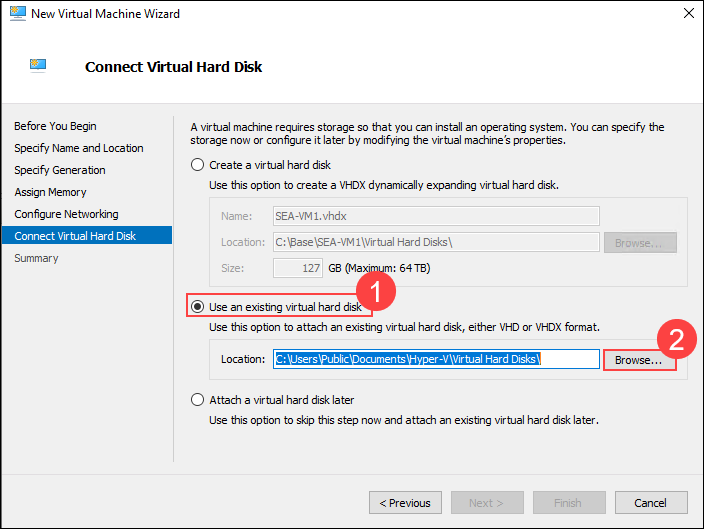 New Virtual Machine Wizard
Connect Virtual Hard Disk
Before You Begin
Specify Name and Location
Specify Generation
Assign Memory
Configure Networking
Connect Virtual Hard Disk
Summary
A virtual machine requires storage so that you can install an operating system. You can specify the
storage now or configure it later by modifying the virtual machine's properties.
Create a virtual hard disk
Use this option to create a VHDX dynamically expanding virtual hard disk.
Name: SEA-VM1.vhdx
Location: C:\Base\SEA-VM1\Virtual Hard Disks\ Browse...
Size: 127 GB (Maximum: 64 TB)
1
Use an existing virtual hard disk
Use this option to attach an existing virtual hard disk, either VHD or VHDX format.
2
Location: C:\Users\Public\Documents\Hyper-V\Virtual Hard Disks\ Browse...
Attach a virtual hard disk later
Use this option to skip this step now and attach an existing virtual hard disk later.
< Previous Next > Finish Cancel